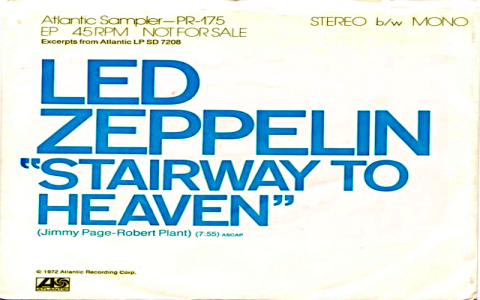 Atlantic Sampler—PR-175
STEREO b/w MONO
EP 45 RPM NOT FOR SALE
Excerpts from Atlantic LP SD 7208
LED
ZEPPELIN
"STAIRWAY TO
HEAVEN"
(Jimmy Page-Robert Plant) (7:55) ASCAP
© 1972 Atlantic Recording Corp.
ATLANTIC